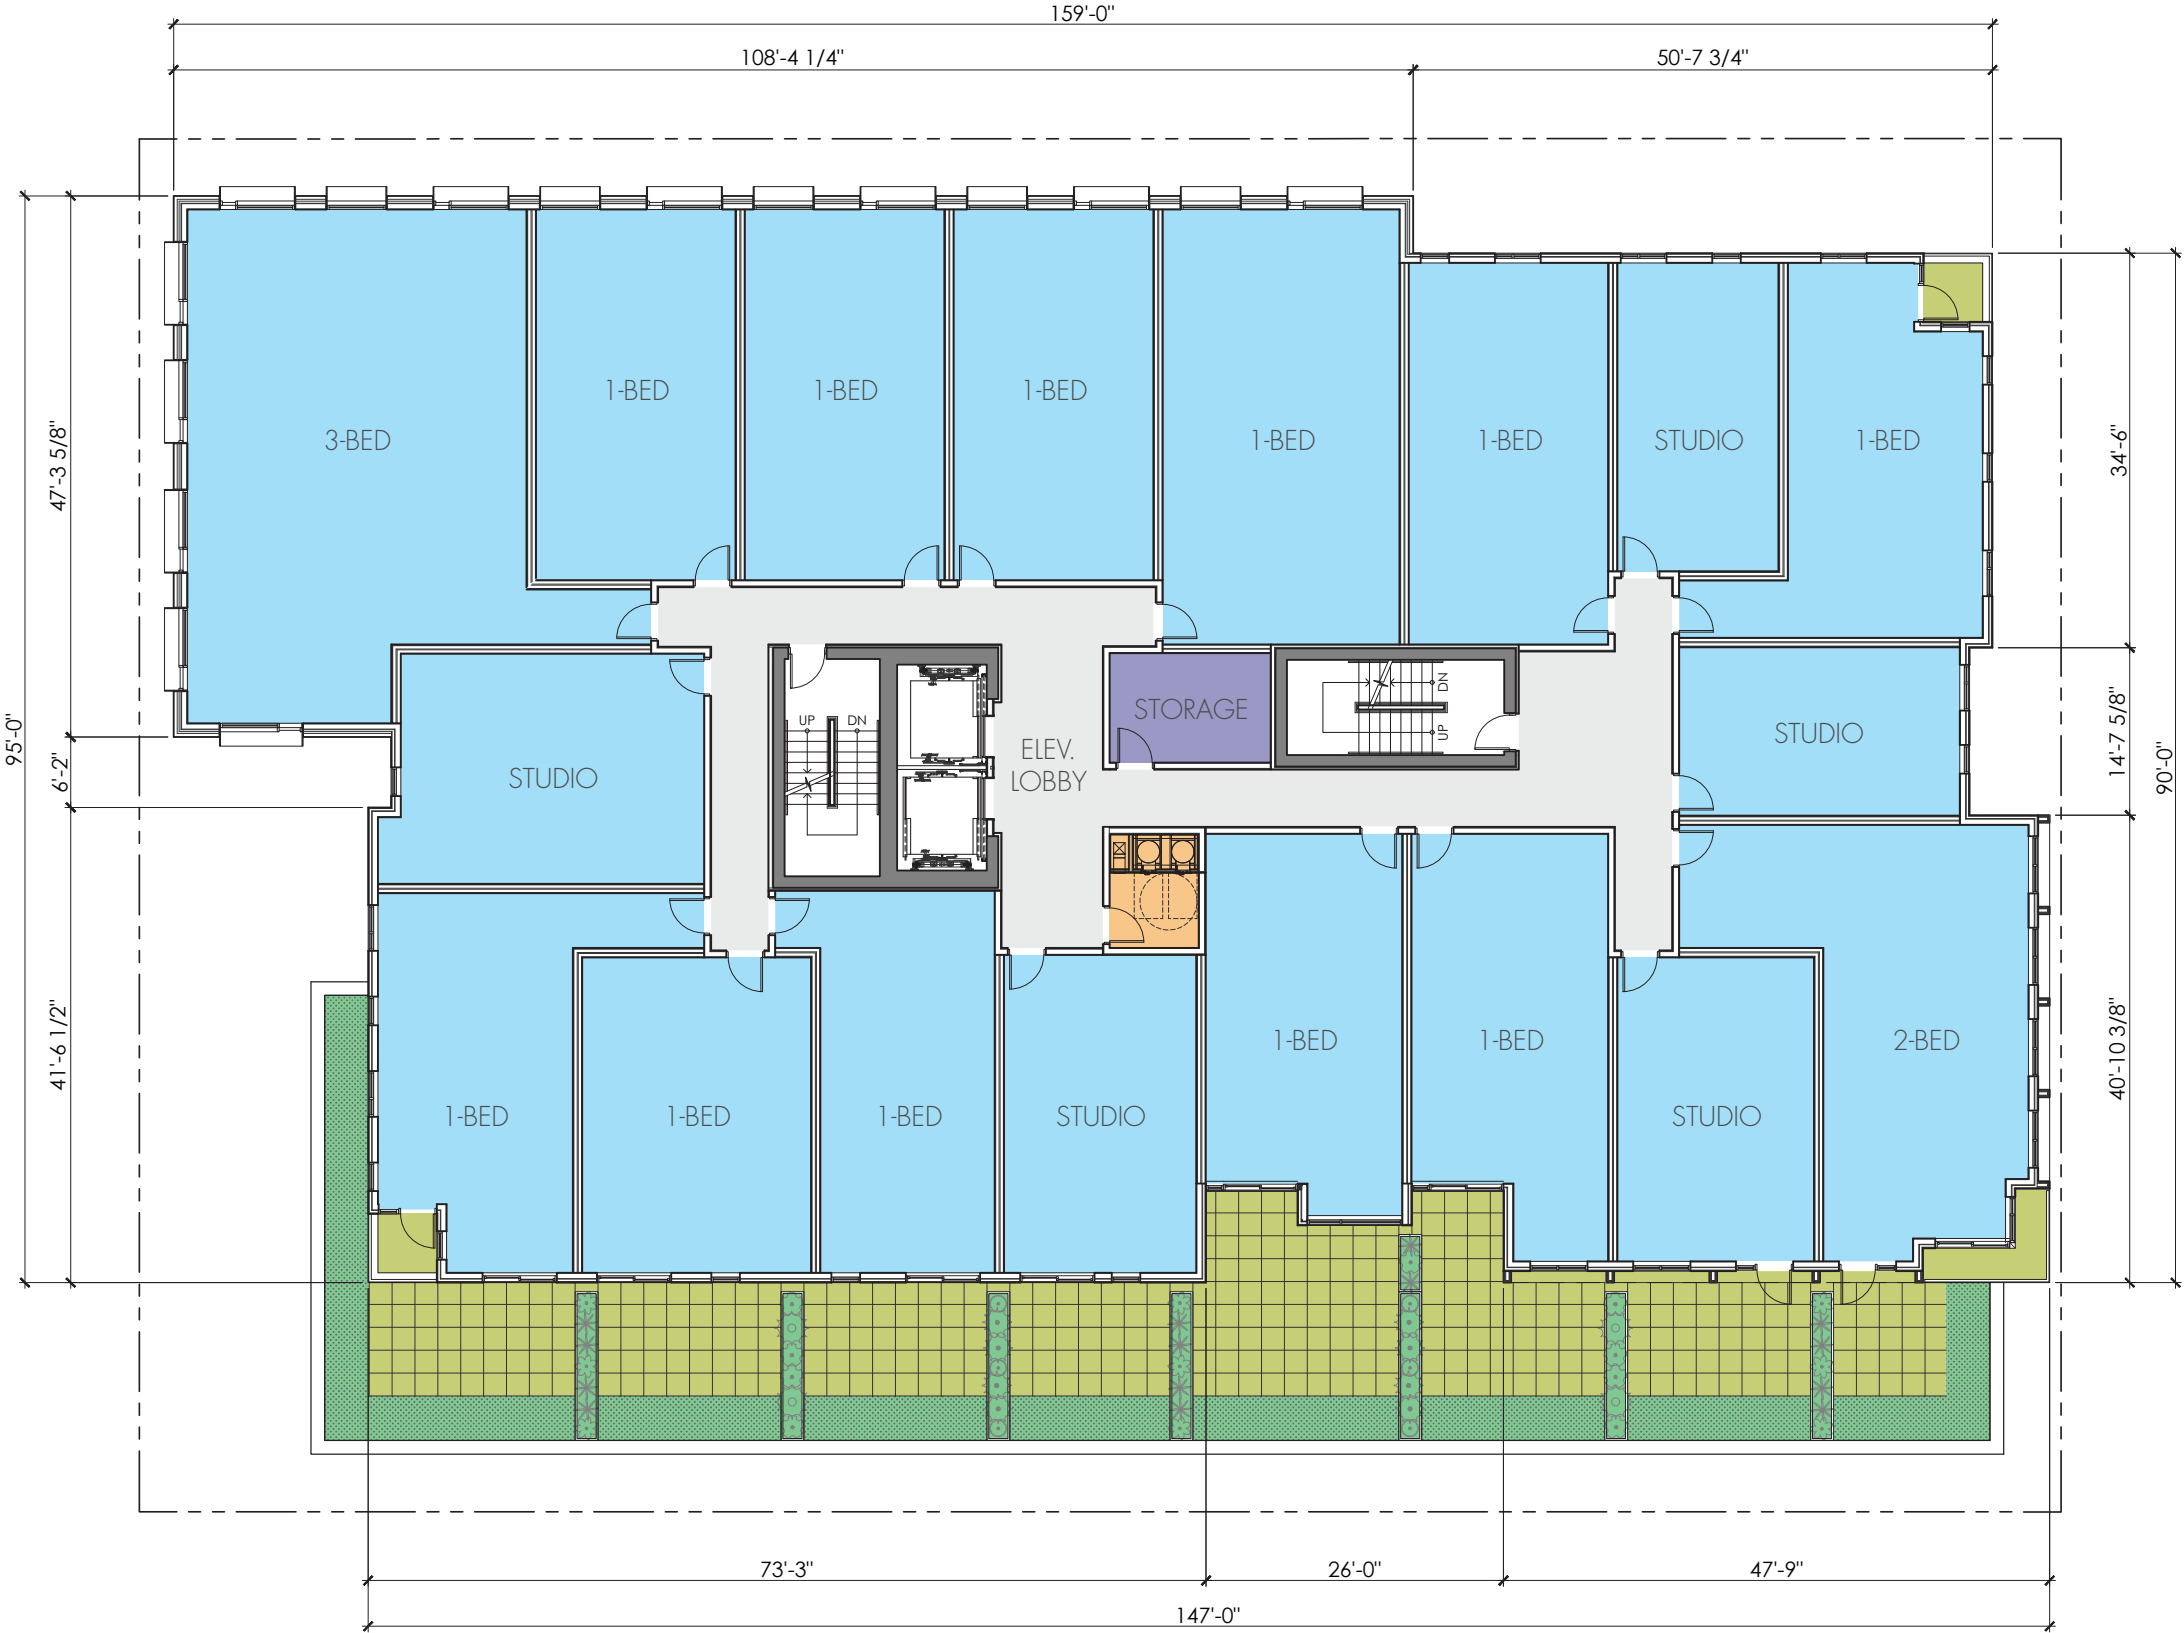 159'-0"
108'-4 1/4"
50'-7 3/4"
1-BED
1-BED
1-BED
3-BED
1-BED
1-BED
STUDIO
1-BED
47'-3 5/8"
34'-6"
95'-0"
6'-2"
41'-6 1/2"
14'-7 5/8"
90'-0"
40'-10 3/8"
STORAGE
DN
UP
UP
DN
STUDIO
ELEV.
LOBBY
STUDIO
1-BED
1-BED
2-BED
1-BED
1-BED
1-BED
STUDIO
STUDIO
73'-3"
26'-0"
47'-9"
147'-0"